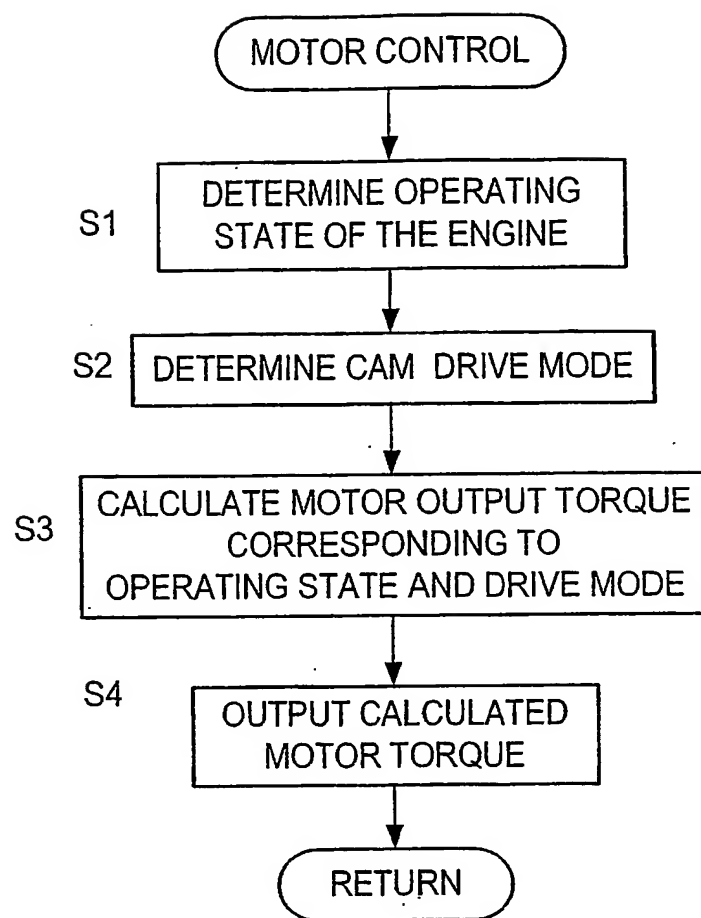 MOTOR CONTROL
S1
DETERMINE OPERATING
STATE OF THE ENGINE
S2
DETERMINE CAM DRIVE MODE
S3
CALCULATE MOTOR OUTPUT TORQUE
CORRESPONDING TO
OPERATING STATE AND DRIVE MODE
S4
OUTPUT CALCULATED
MOTOR TORQUE
RETURN